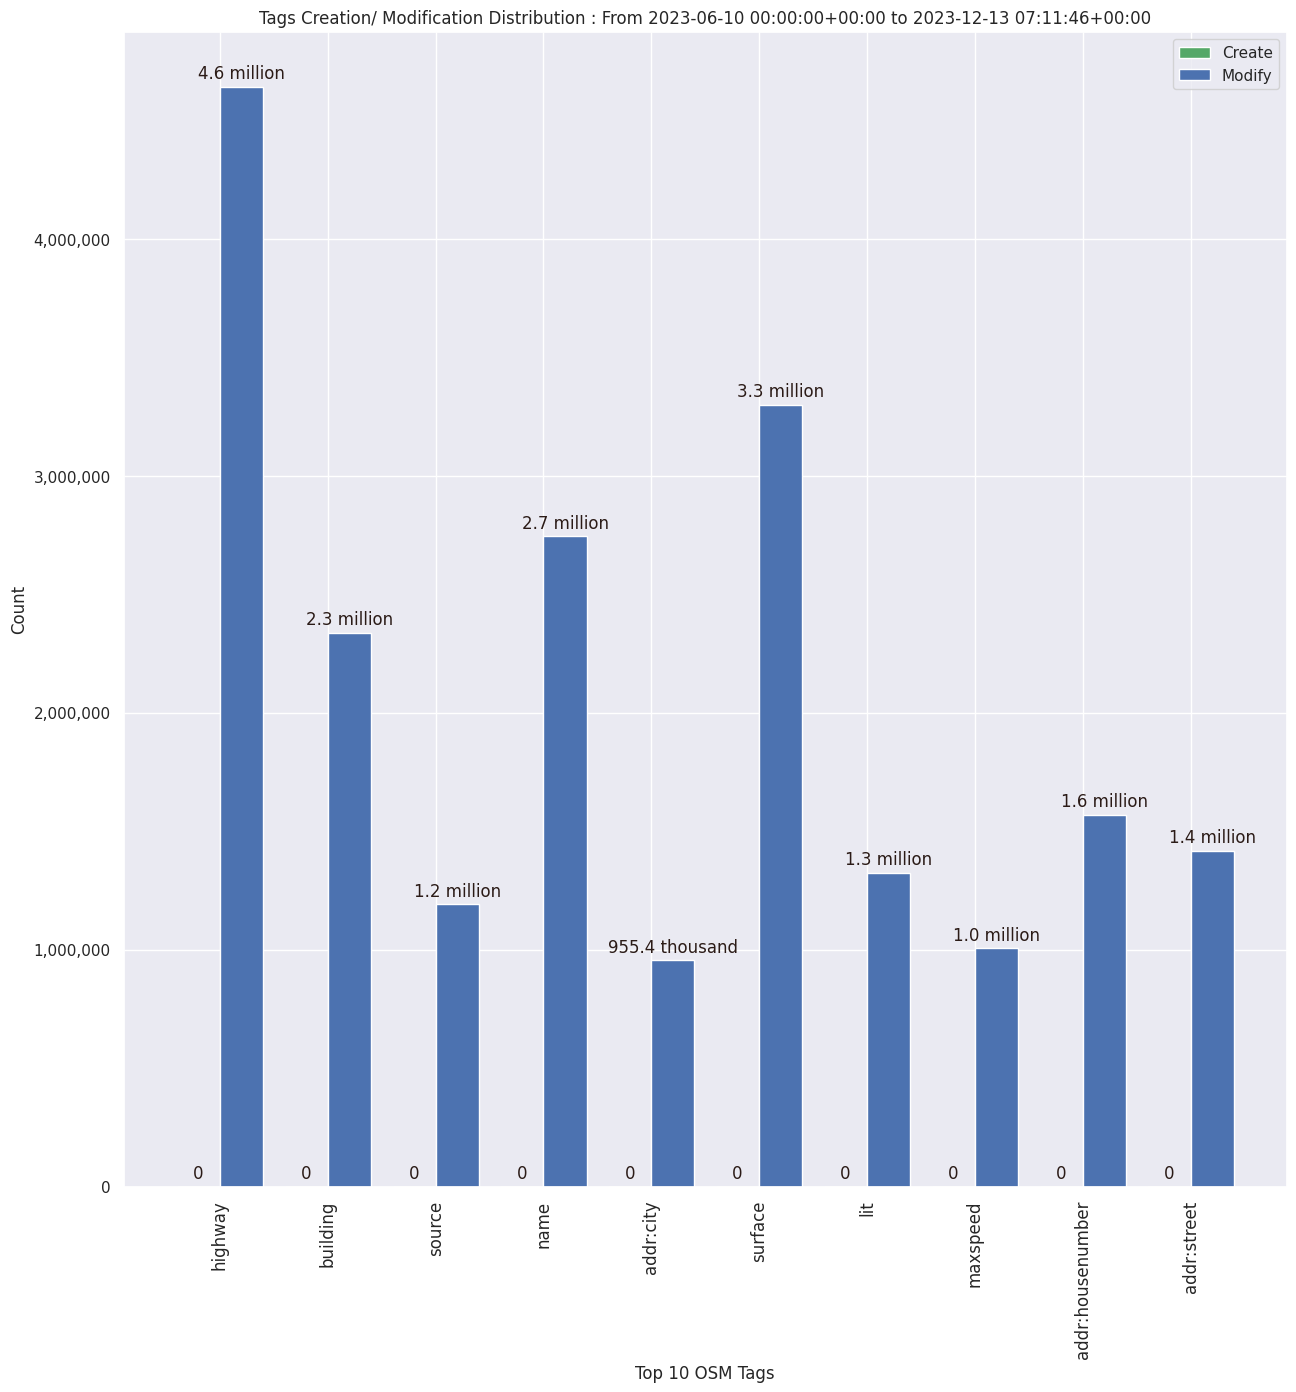 Tags Creation/ Modification Distribution : From 2023-06-10 00:00:00+00:00 to 2023-12-13 07:11:46+00:00
Create
Modify
4.6 million
2.3 million
1.2 million
2.7 million
955.4 thousand
3.3 million
1.3 million
1.0 million
1.6 million
1.4 million
0
0
0
0
0
0
0
0
0
0
4,000,000
3,000,000
2,000,000
1,000,000
0
Count
highway
building
source
name
addr:city
surface
lit
maxspeed
addr:housenumber
addr:street
Top 10 OSM Tags